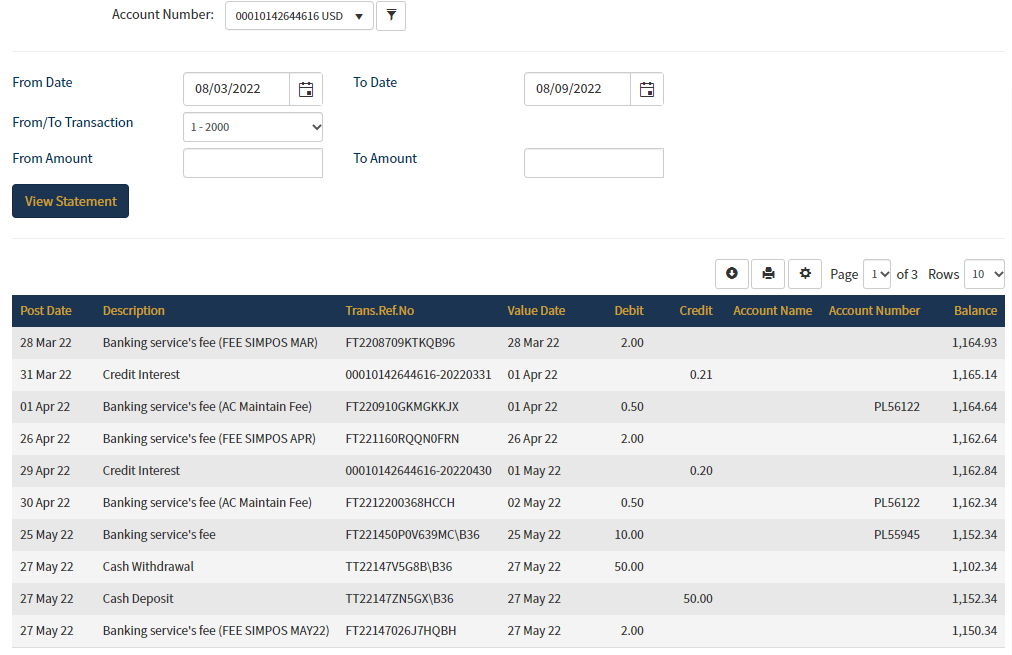 Account Number: 00010142644616 USD
From Date 08/03/2022 To Date 08/09/2022
From/To Transaction 1 - 2000
From Amount To Amount
View Statement
Page 1 of 3 Rows 10
Post Date Description Trans.Ref.No Value Date Debit Credit Account Name Account Number Balance
28 Mar 22 Banking service's fee (FEE SIMPOS MAR) FT2208709KTKQB96 28 Mar 22 2.00 1,164.93
31 Mar 22 Credit Interest 00010142644616-20220331 01 Apr 22 0.21 1,165.14
01 Apr 22 Banking service's fee (AC Maintain Fee) FT220910GKMGKKJX 01 Apr 22 0.50 PL56122 1,164.64
26 Apr 22 Banking service's fee (FEE SIMPOS APR) FT221160RQQN0FRN 26 Apr 22 2.00 1,162.64
29 Apr 22 Credit Interest 00010142644616-20220430 01 May 22 0.20 1,162.84
30 Apr 22 Banking service's fee (AC Maintain Fee) FT2212200368HCCH 02 May 22 0.50 PL56122 1,162.34
25 May 22 Banking service's fee FT221450P0V639MC\B36 25 May 22 10.00 PL55945 1,152.34
27 May 22 Cash Withdrawal TT22147V5G8B\B36 27 May 22 50.00 1,102.34
27 May 22 Cash Deposit TT22147ZN5GX\B36 27 May 22 50.00 1,152.34
27 May 22 Banking service's fee (FEE SIMPOS MAY22) FT22147026J7HQBH 27 May 22 2.00 1,150.34